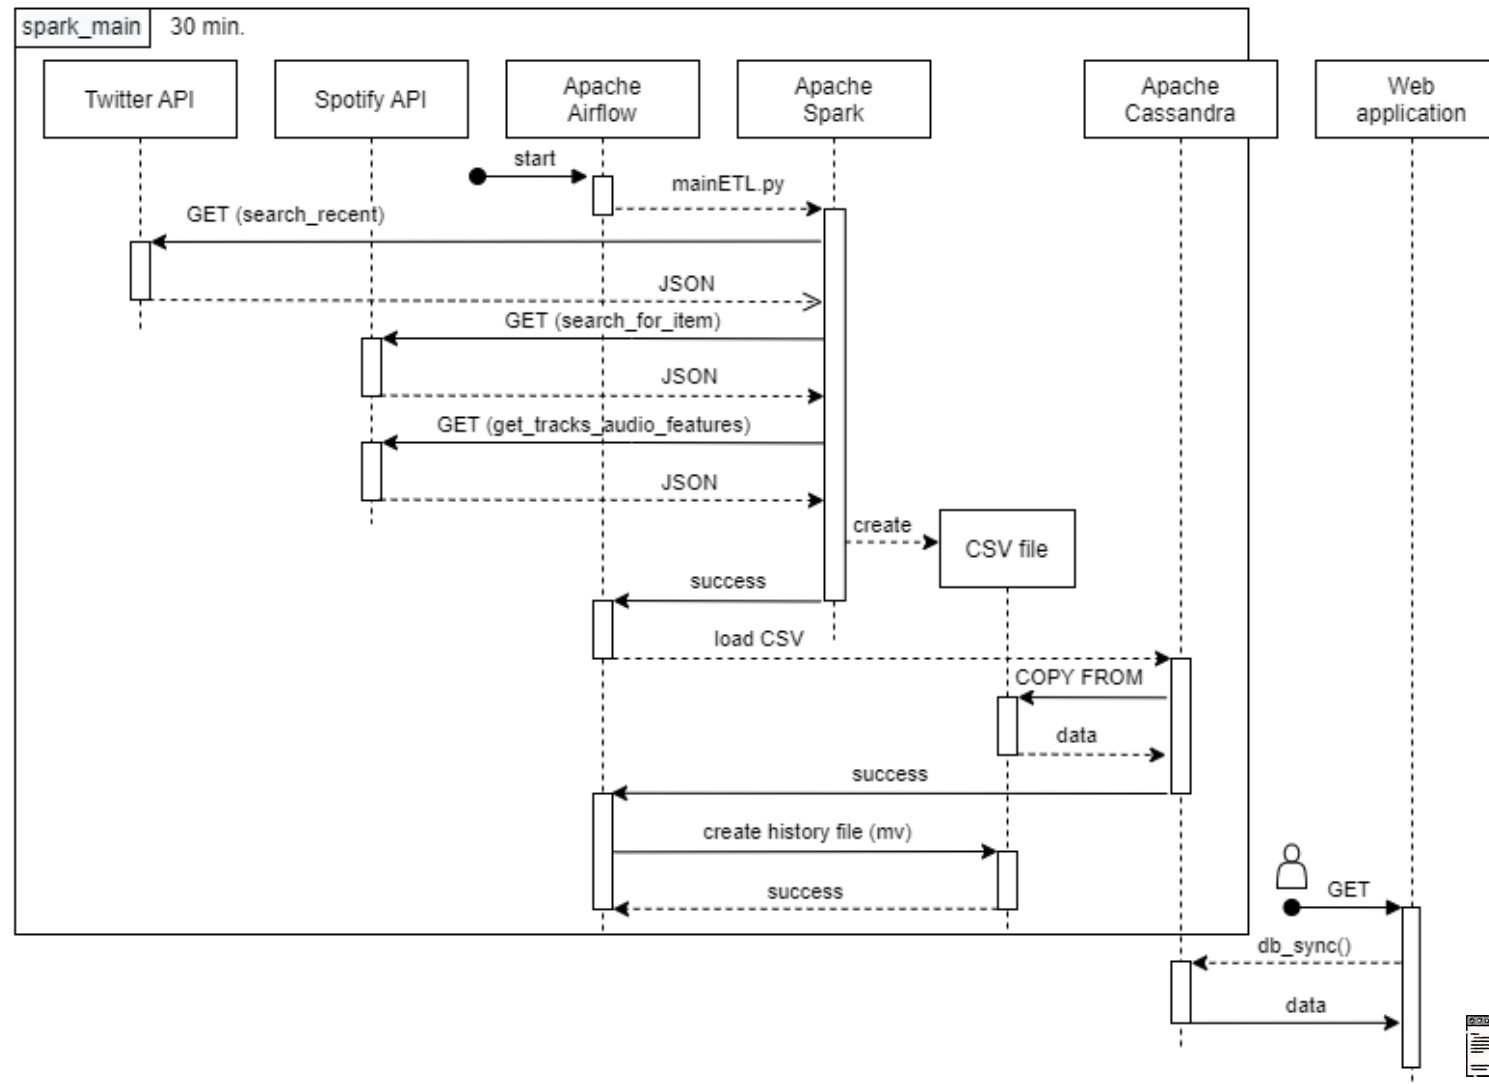 spark_main 30 min.
Twitter API
Spotify API
Apache
Airflow
Apache
Spark
Apache
Cassandra
Web
application
start
mainETL.py
GET (search_recent)
JSON
GET (search_for_item)
JSON
GET (get_tracks_audio_features)
JSON
create
CSV file
success
load CSV
COPY FROM
data
success
create history file (mv)
success
GET
db_sync()
data